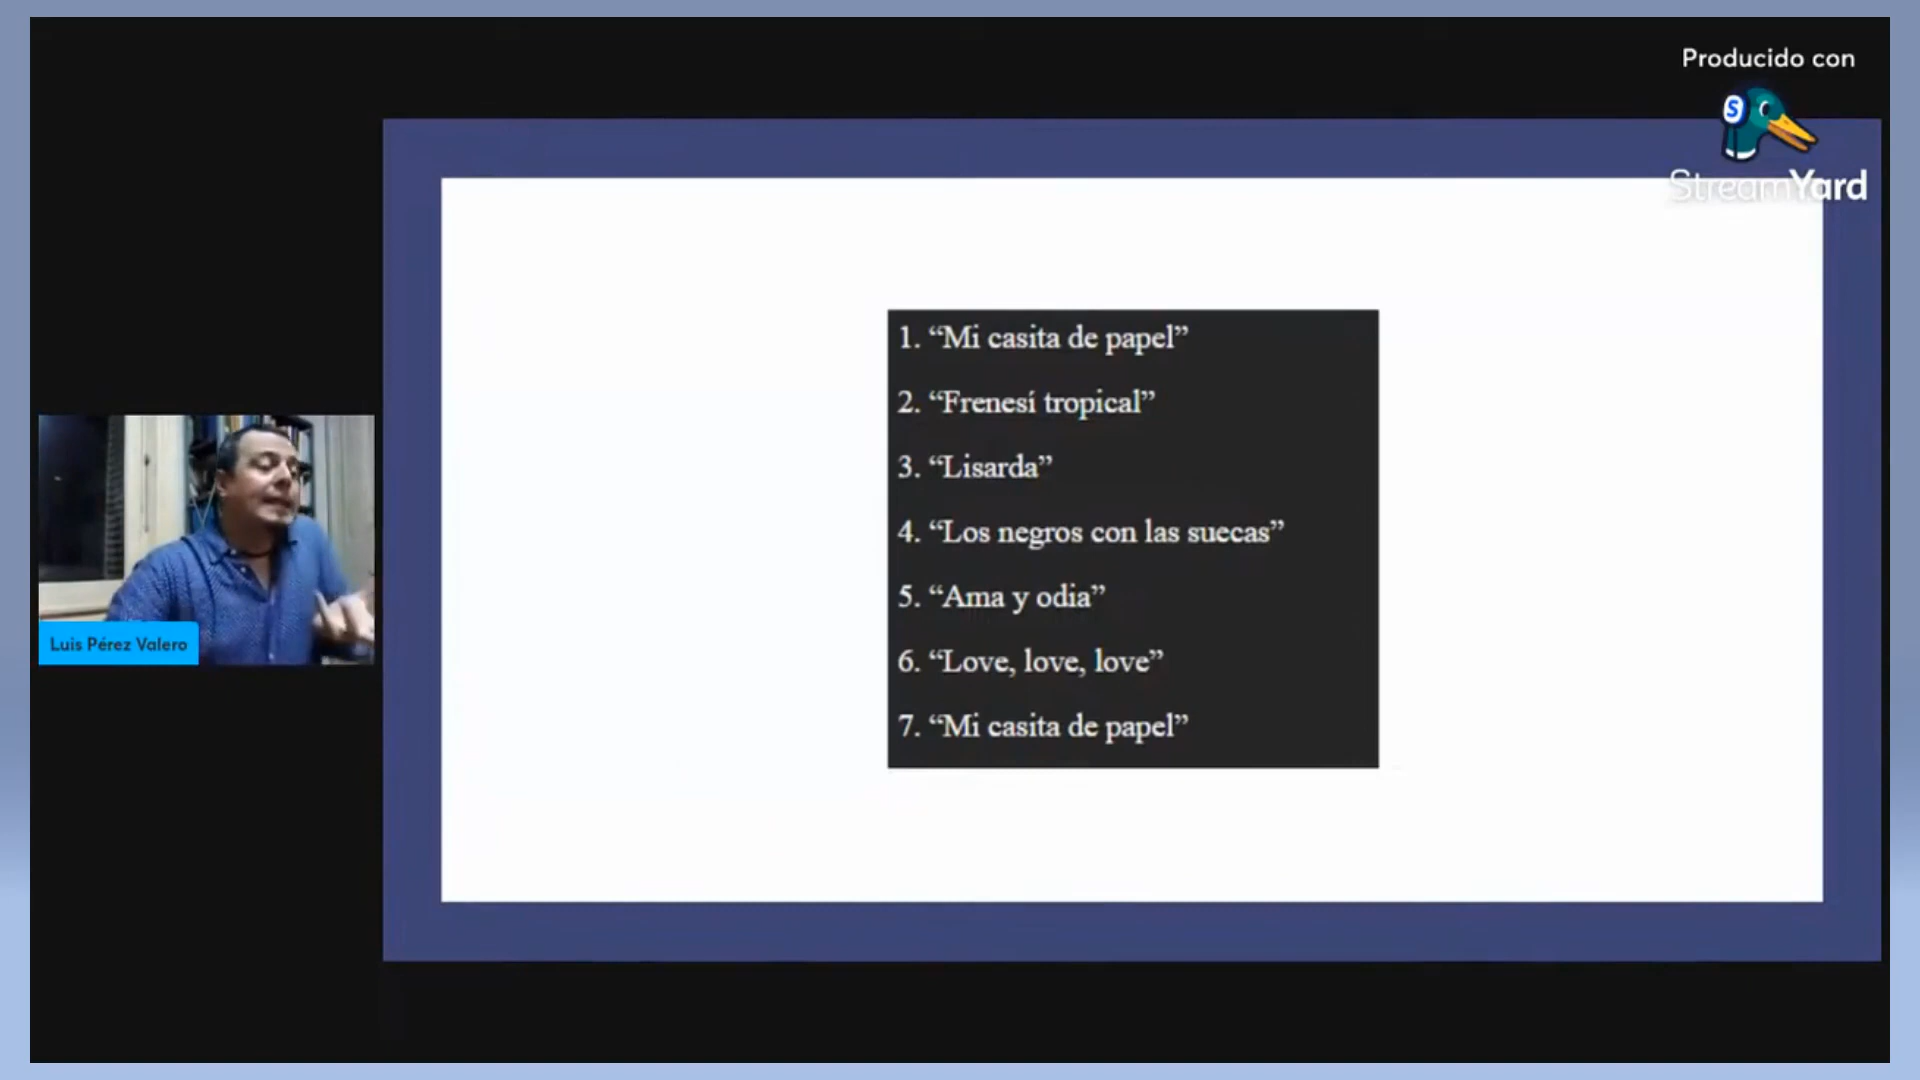 Producido con
S
StreamYard
1. “Mi casita de papel”
2. “Frenesí tropical”
3. “Lisarda”
4. “Los negros con las suecas”
5. “Ama y odia”
6. “Love, love, love”
7. “Mi casita de papel”
Luis Pérez Valero